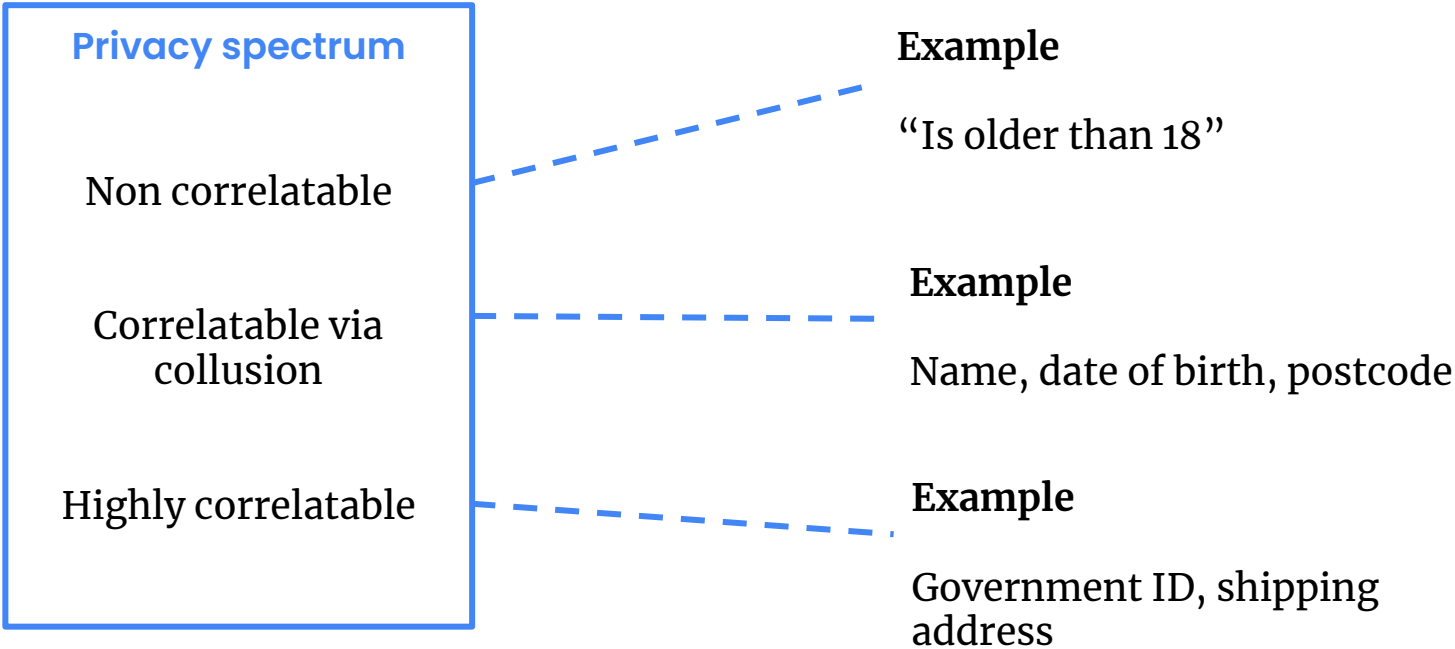 Privacy spectrum
Non correlatable
Correlatable via
collusion
Highly correlatable
Example
“Is older than 18”
Example
Name, date of birth, postcode
Example
Government ID, shipping
address